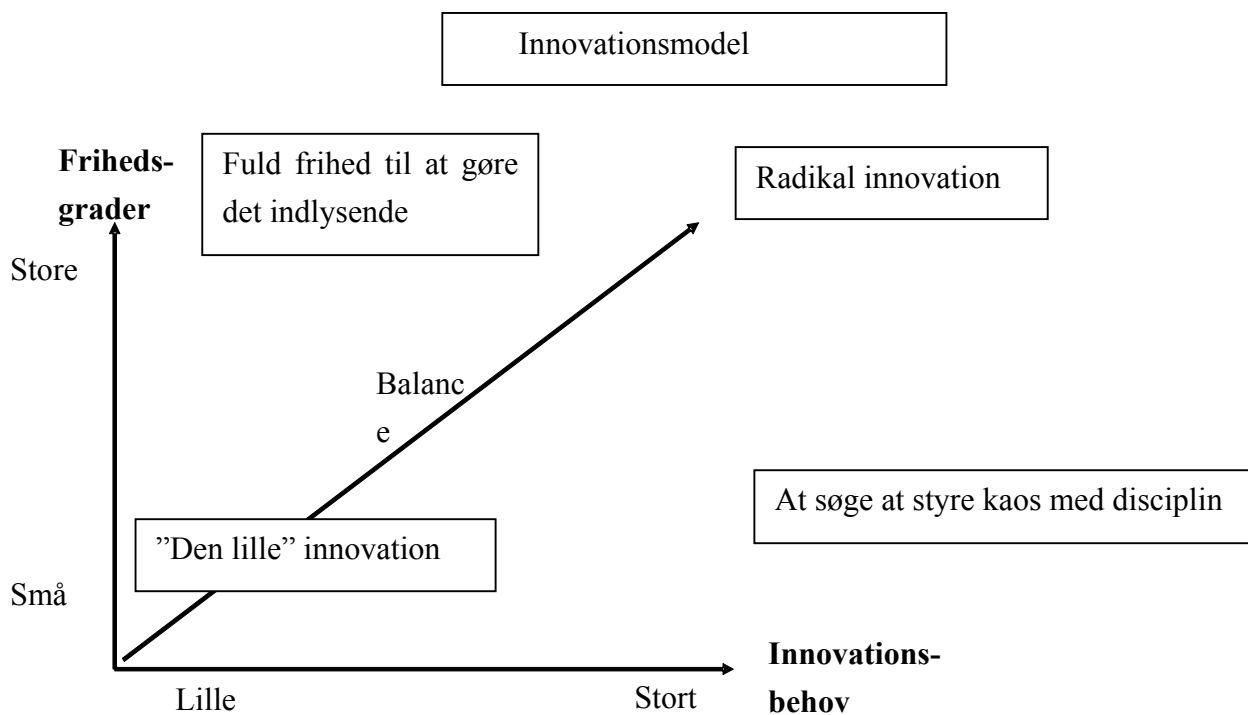 Innovationsmodel
Friheds-
grader
Fuld frihed til at gøre
det indlysende
Radikal innovation
Store
Balanc
e
At søge at styre kaos med disciplin
”Den lille” innovation
Små
Innovations-
behov
Lille
Stort